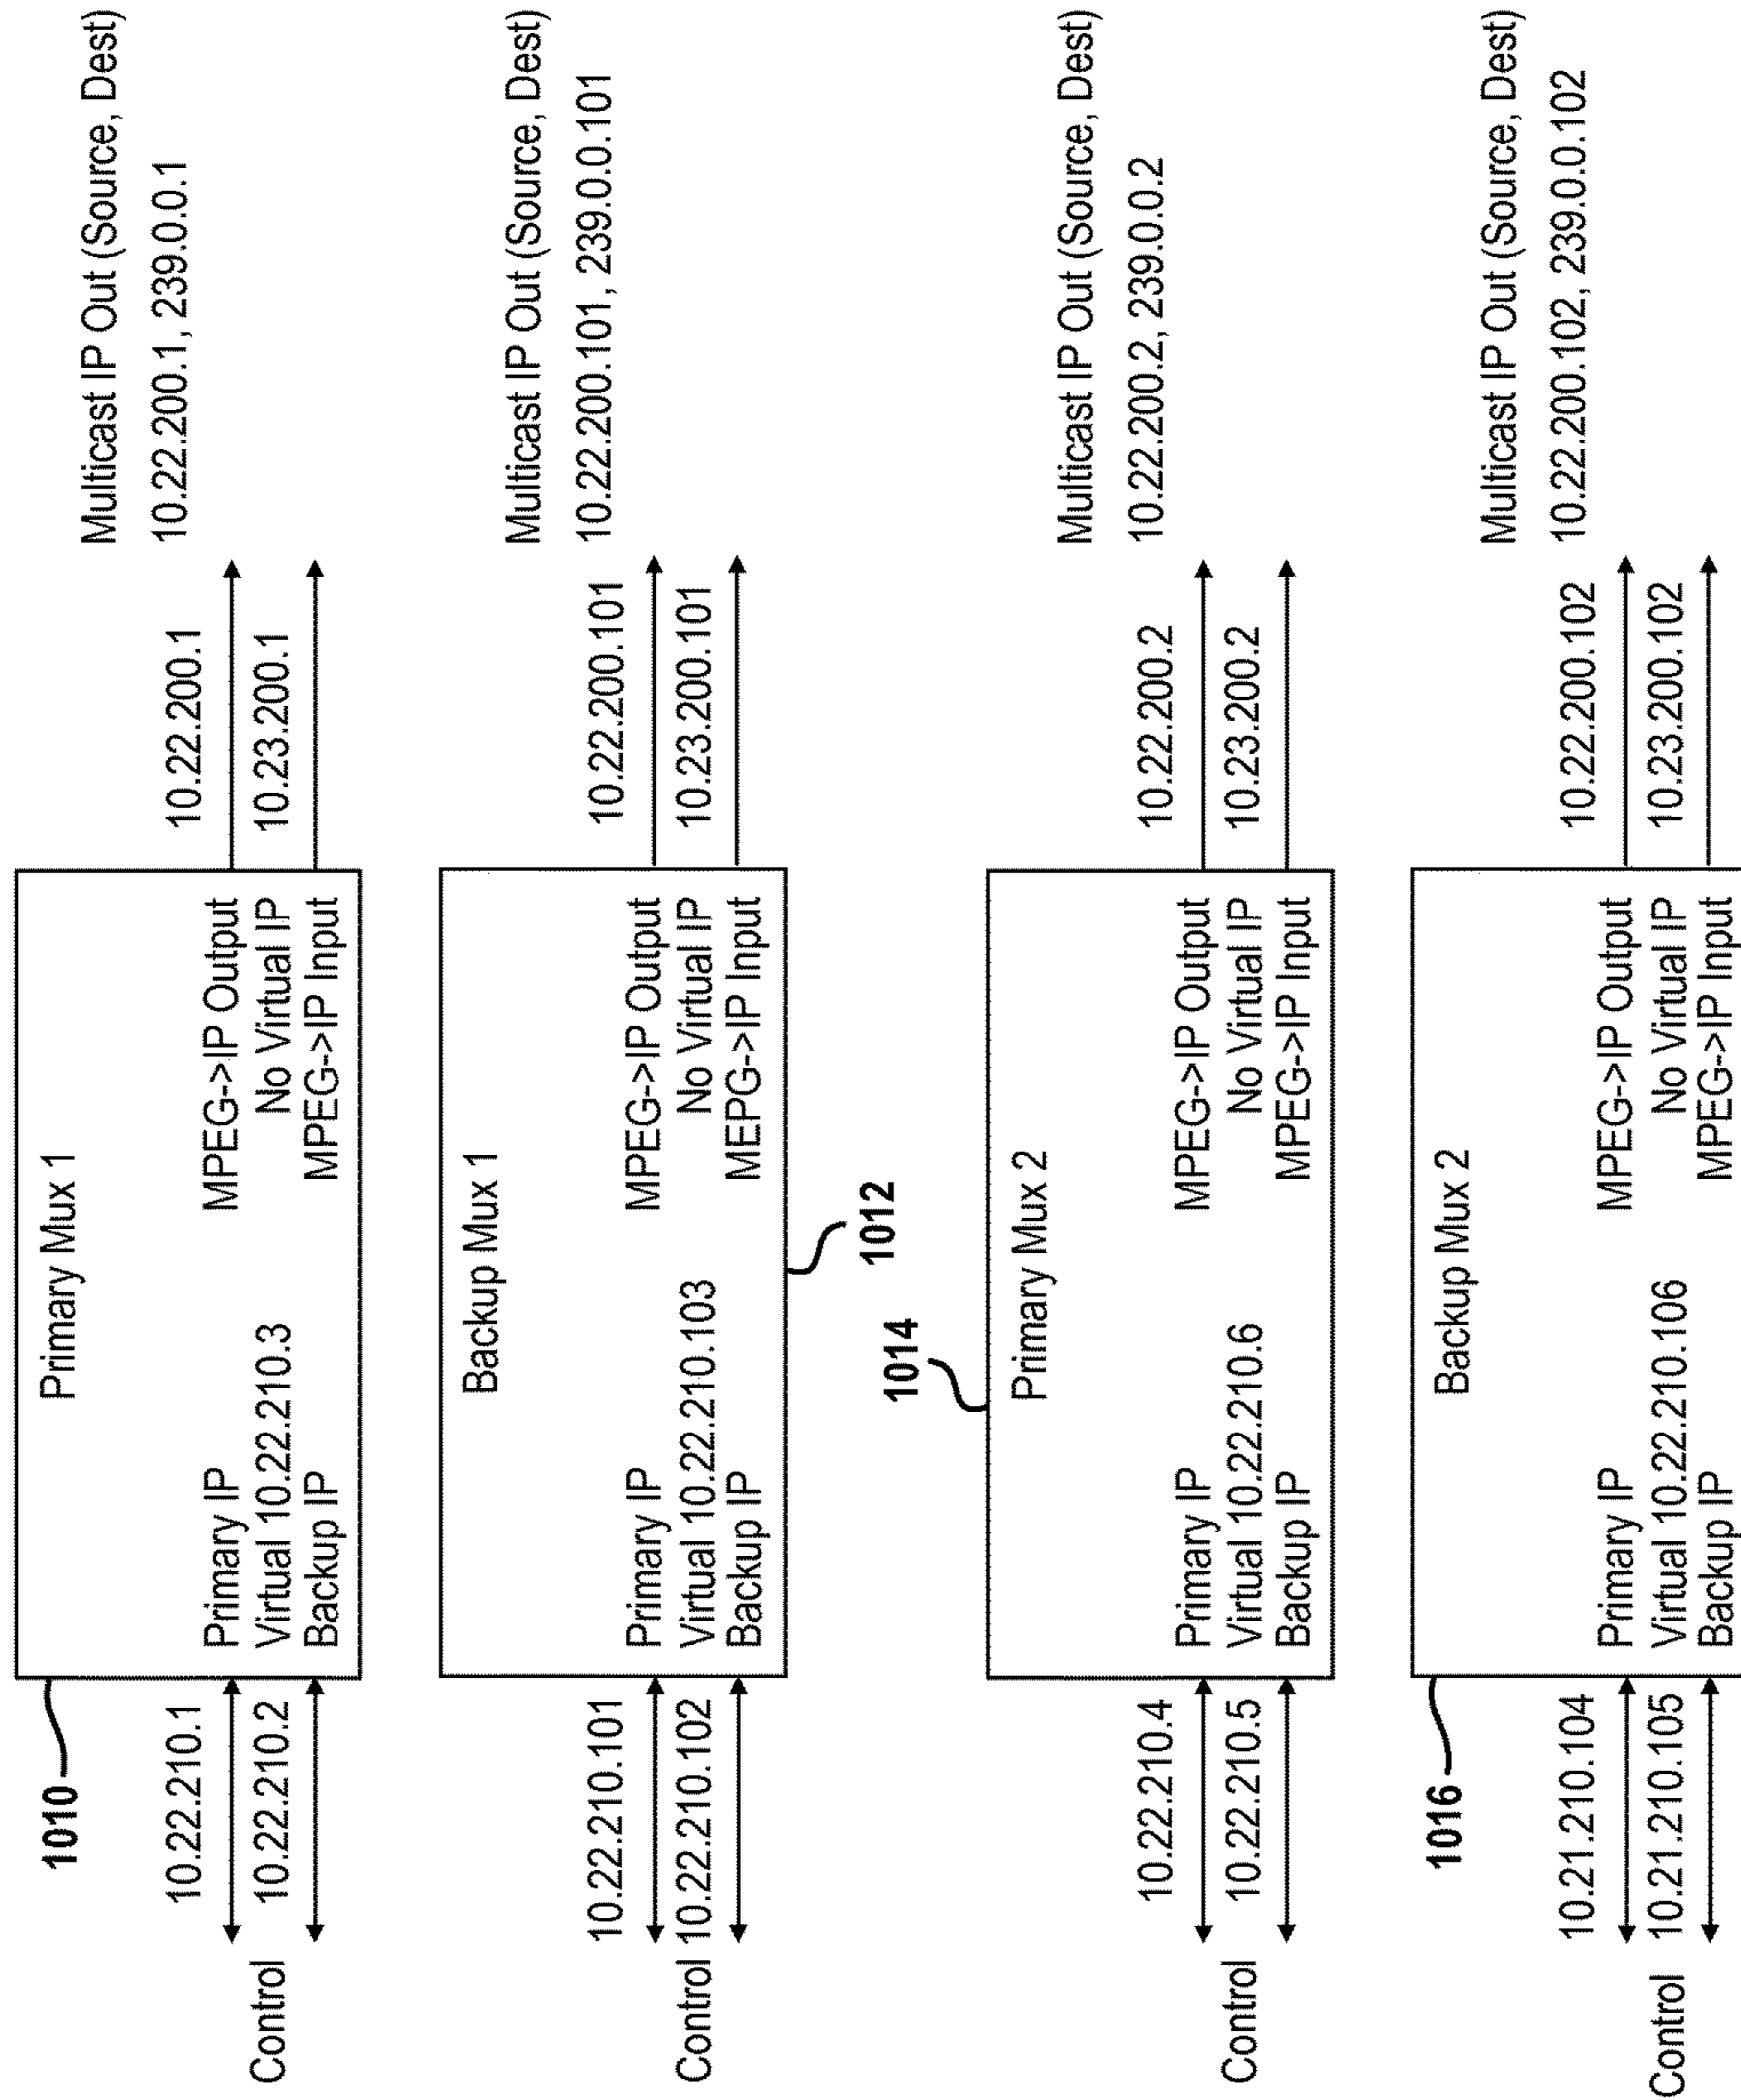 1010
Primary Mux 1
Control
10.22.210.1
10.22.210.2
Primary IP
Virtual 10.22.210.3
Backup IP
MPEG->IP Output
No Virtual IP
MPEG->IP Input
10.22.200.1
10.23.200.1
Multicast IP Out (Source, Dest)
10.22.200.1, 239.0.0.1
Backup Mux 1
Control
10.22.210.101
10.22.210.102
Primary IP
Virtual 10.22.210.103
Backup IP
MPEG->IP Output
No Virtual IP
MEPG->IP Input
10.22.200.101
10.23.200.101
Multicast IP Out (Source, Dest)
10.22.200.101, 239.0.0.101
1012
1014
Primary Mux 2
Control
10.22.210.4
10.22.210.5
Primary IP
Virtual 10.22.210.6
Backup IP
MPEG->IP Output
No Virtual IP
MPEG->IP Input
10.22.200.2
10.23.200.2
Multicast IP Out (Source, Dest)
10.22.200.2, 239.0.0.2
1016
Backup Mux 2
Control
10.21.210.104
10.21.210.105
Primary IP
Virtual 10.22.210.106
Backup IP
MPEG->IP Output
No Virtual IP
MPEG->IP Input
10.22.200.102
10.23.200.102
Multicast IP Out (Source, Dest)
10.22.200.102, 239.0.0.102